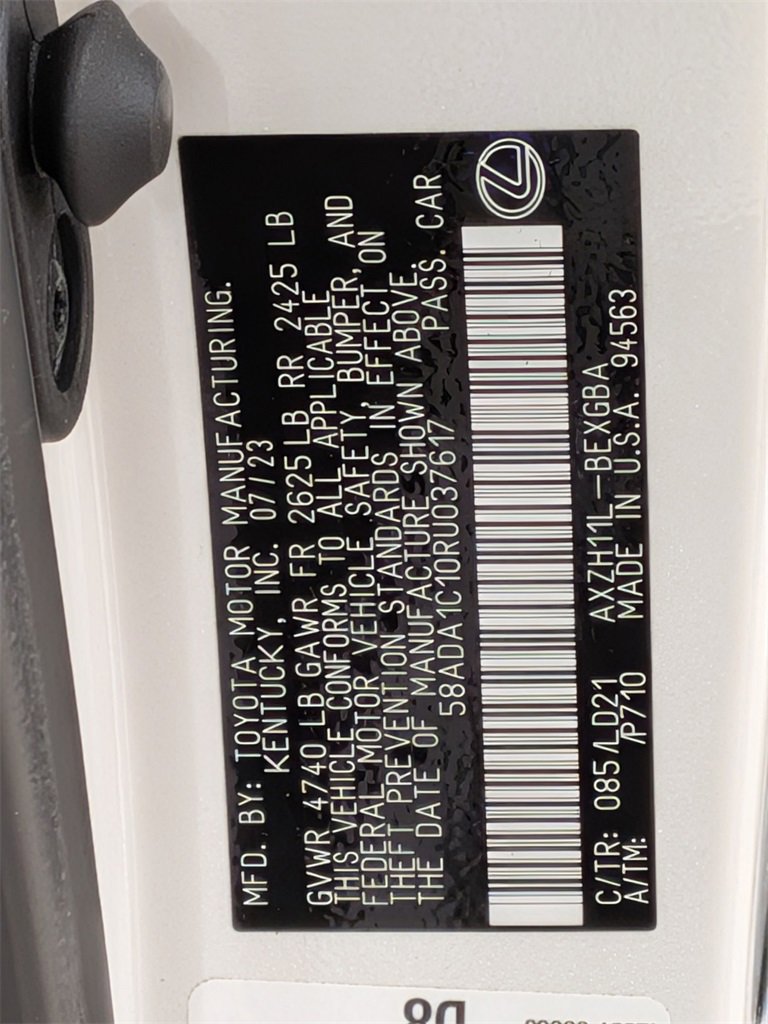 MFD. BY: TOYOTA MOTOR MANUFACTURING.
KENTUCKY, INC. 07/23
GVWR 4740 LB GAWR FR 2625 LB RR 2425 LB
THIS VEHICLE CONFORMS TO ALL APPLICABLE
FEDERAL MOTOR VEHICLE SAFETY, BUMPER, AND
THEFT PREVENTION STANDARDS IN EFFECT ON
THE DATE OF MANUFACTURE SHOWN ABOVE.
58ADA1C10RU037617 PASS. CAR
C/TR: 085/LD21 AXZH11L-BEXGBA
A/TM: /P710 MADE IN U.S.A. 94563
D8